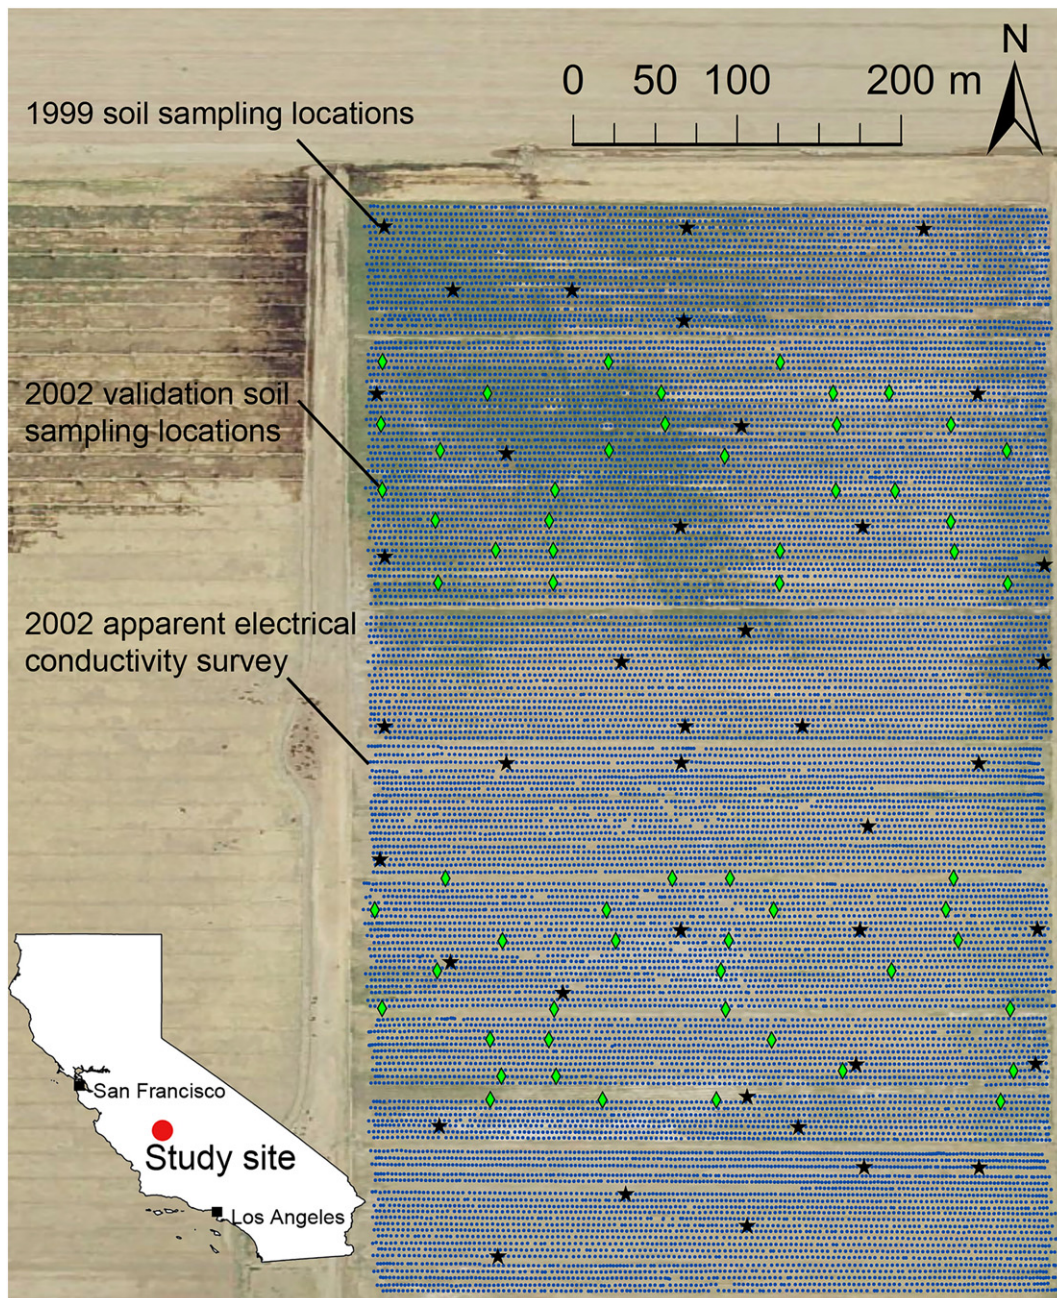 N
0 50 100 200 m
1999 soil sampling locations
2002 validation soil
sampling locations
2002 apparent electrical
conductivity survey
San Francisco
Study site
Los Angeles